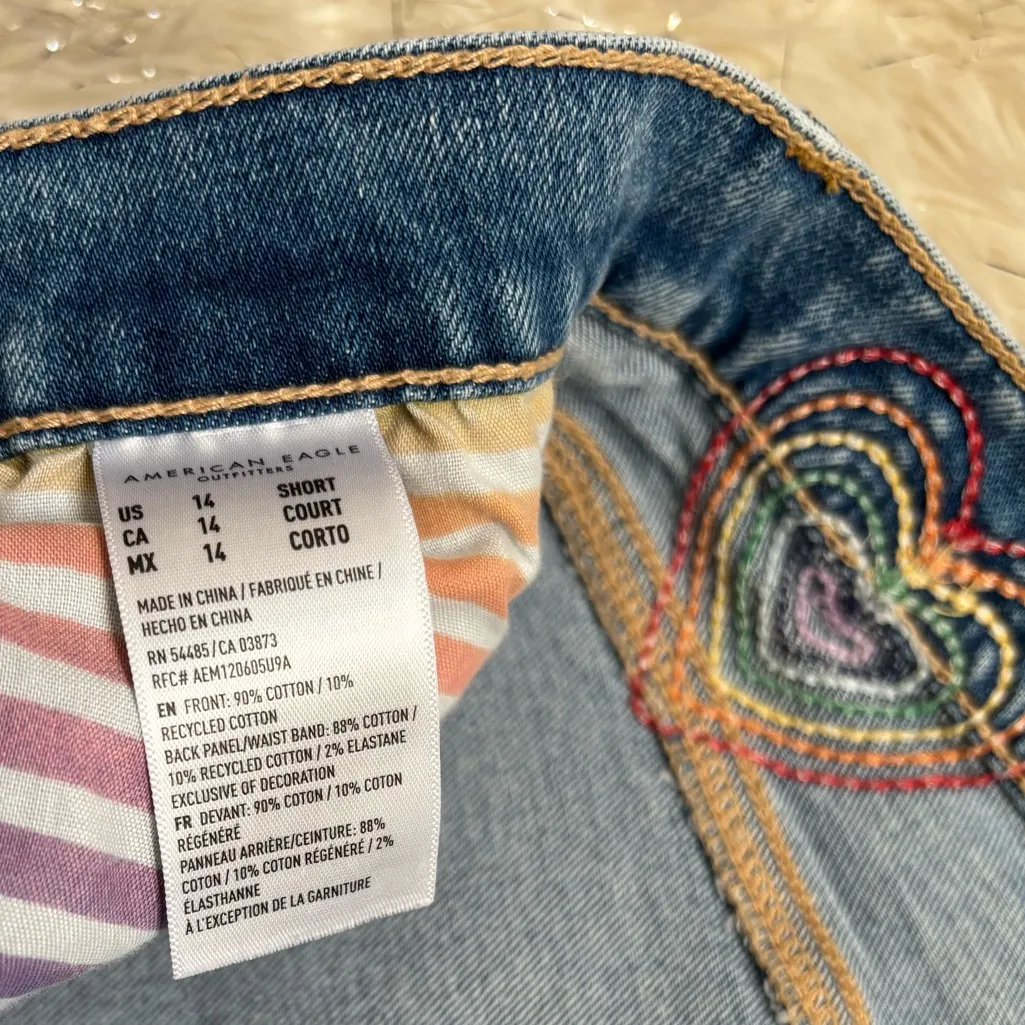 AMERICAN EAGLE
OUTFITTERS
US 14 SHORT
CA 14 COURT
MX 14 CORTO
MADE IN CHINA / FABRIQUÉ EN CHINE /
HECHO EN CHINA
RN 54485 / CA 03873
RFC# AEM120605U9A
EN FRONT: 90% COTTON / 10%
RECYCLED COTTON
BACK PANEL/WAIST BAND: 88% COTTON /
10% RECYCLED COTTON / 2% ELASTANE
EXCLUSIVE OF DECORATION
FR DEVANT: 90% COTON / 10% COTON
RÉGÉNÉRÉ
PANNEAU ARRIÈRE/CEINTURE: 88%
COTON / 10% COTON RÉGÉNÉRÉ / 2%
ÉLASTHANNE
À L'EXCEPTION DE LA GARNITURE